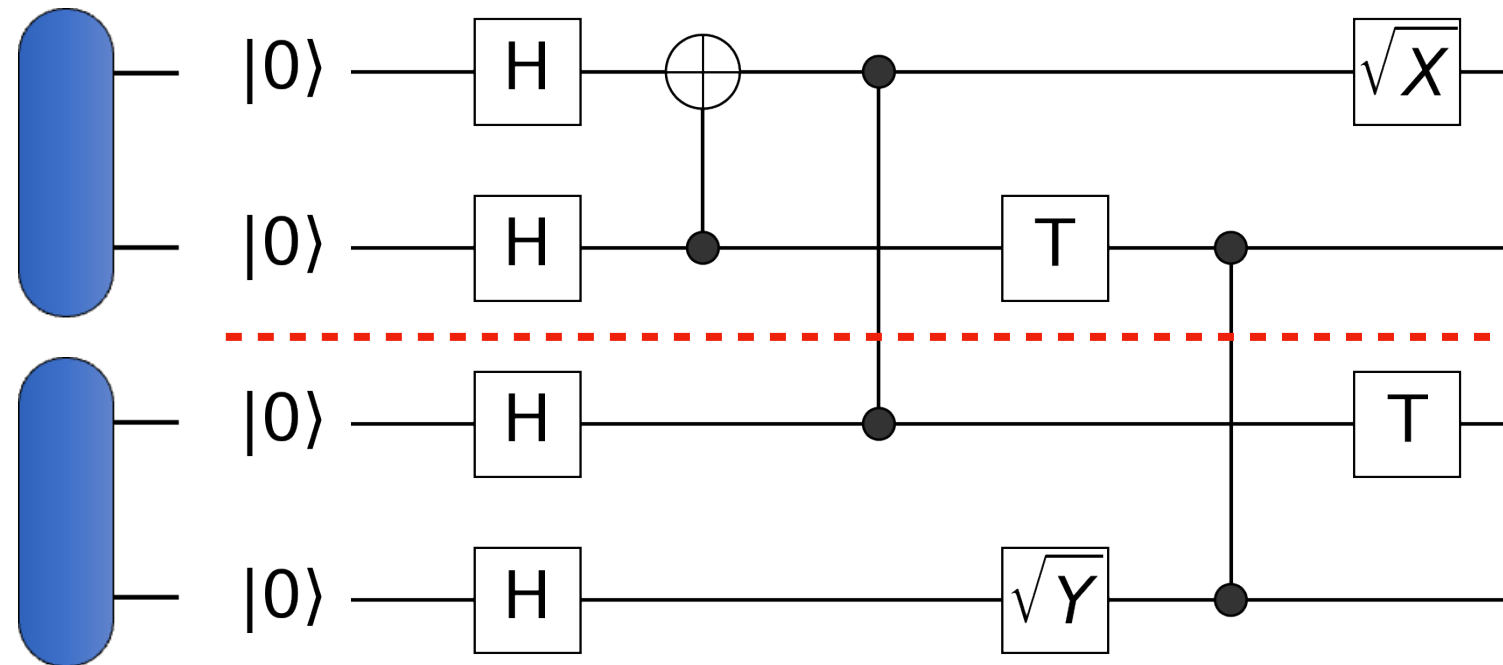 |0⟩ H √X
|0⟩ H T
|0⟩ H T
|0⟩ H √Y